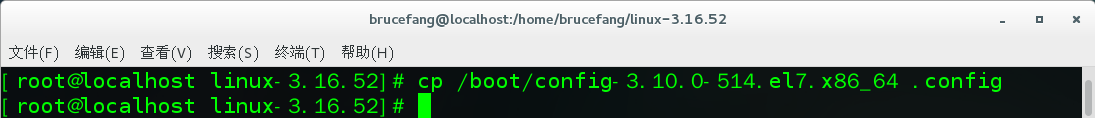 brucefang@localhost:/home/brucefang/linux-3.16.52
文件(F) 编辑(E) 查看(V) 搜索(S) 终端(T) 帮助(H)
[root@localhost linux-3.16.52]# cp /boot/config-3.10.0-514.el7.x86_64 .config
[root@localhost linux-3.16.52]#